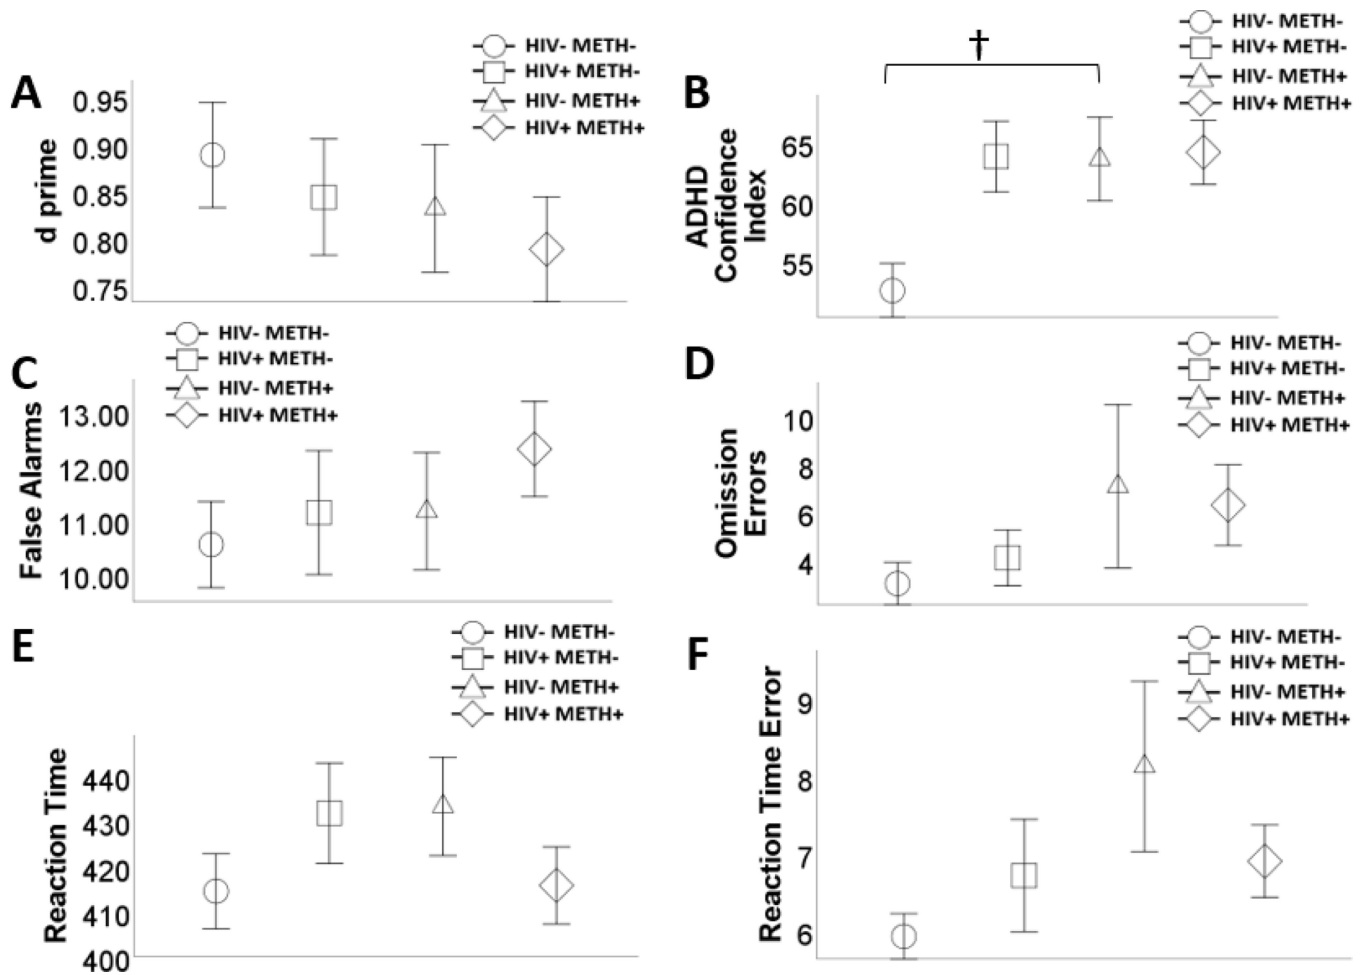 A
d prime
0.95
0.90
0.85
0.80
0.75
HIV- METH-
HIV+ METH-
HIV- METH+
HIV+ METH+
B
†
ADHD
Confidence
Index
65
60
55
HIV- METH-
HIV+ METH-
HIV- METH+
HIV+ METH+
C
False Alarms
13.00
12.00
11.00
10.00
HIV- METH-
HIV+ METH-
HIV- METH+
HIV+ METH+
D
Omission
Errors
10
8
6
4
HIV- METH-
HIV+ METH-
HIV- METH+
HIV+ METH+
E
Reaction Time
440
430
420
410
400
HIV- METH-
HIV+ METH-
HIV- METH+
HIV+ METH+
F
Reaction Time Error
9
8
7
6
HIV- METH-
HIV+ METH-
HIV- METH+
HIV+ METH+